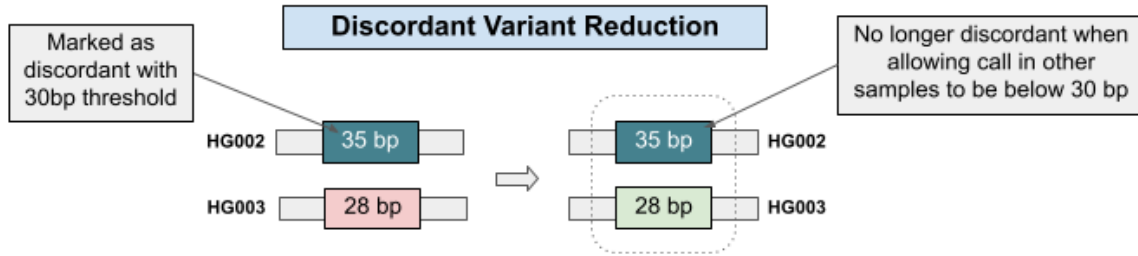 Discordant Variant Reduction
Marked as
discordant with
30bp threshold
No longer discordant when
allowing call in other
samples to be below 30 bp
HG002
35 bp
35 bp
HG002
HG003
28 bp
28 bp
HG003